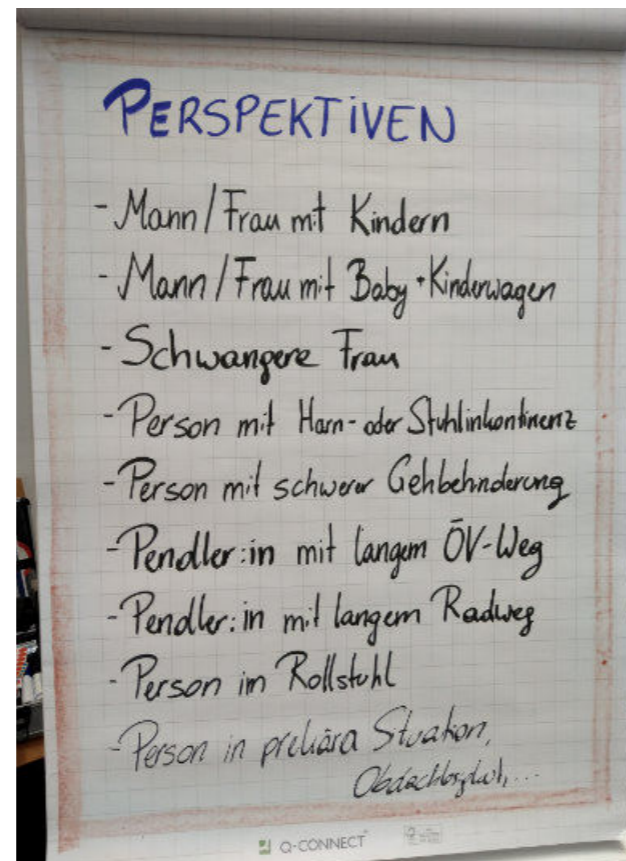 PERSPEKTIVEN
- Mann/Frau mit Kindern
- Mann/Frau mit Baby + Kinderwagen
- Schwangere Frau
- Person mit Harn- oder Stuhlinkontinenz
- Person mit schwerer Gehbehinderung
- Pendler:in mit langem ÖV-Weg
- Pendler:in mit langem Radweg
- Person im Rollstuhl
- Person in prekära Situation,
Obdachlosigkeit, ...
Q-CONNECT